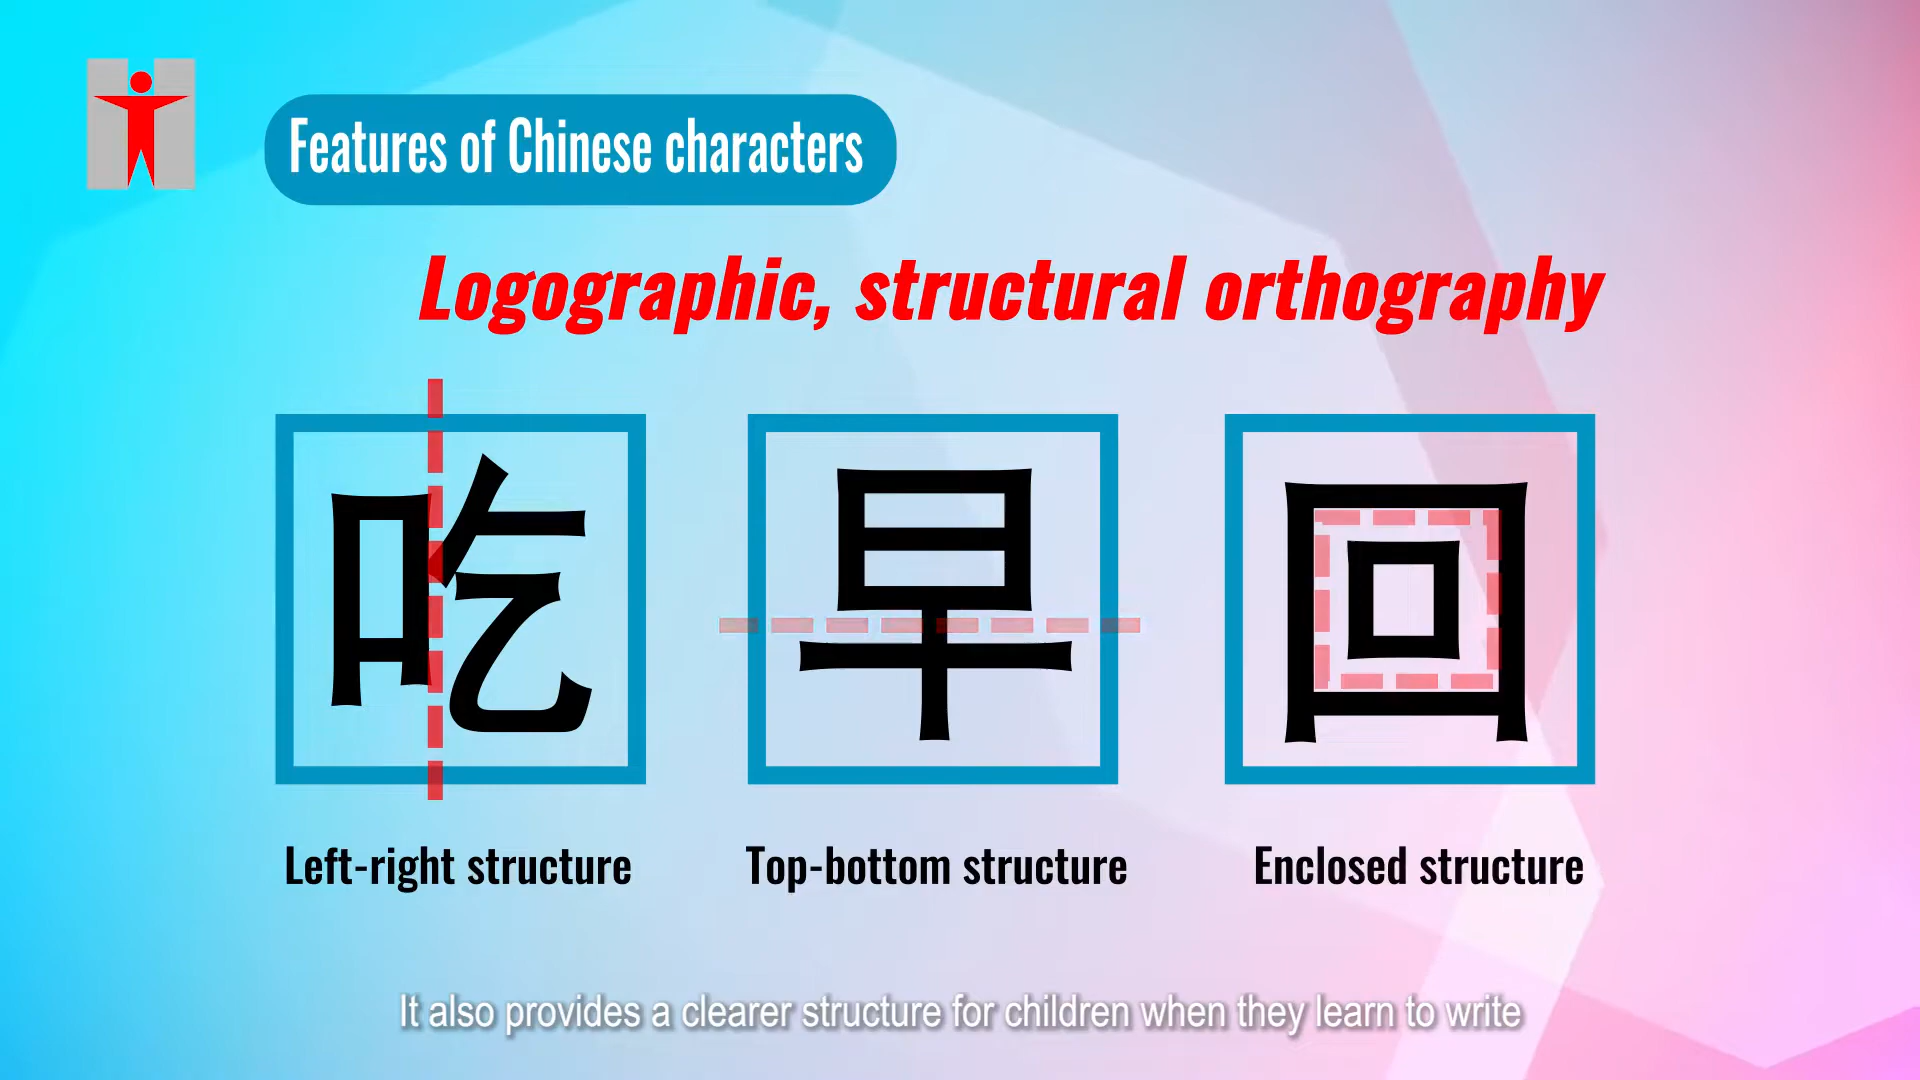 Features of Chinese characters
Logographic, structural orthography
吃 早 回
Left-right structure Top-bottom structure Enclosed structure
It also provides a clearer structure for children when they learn to write